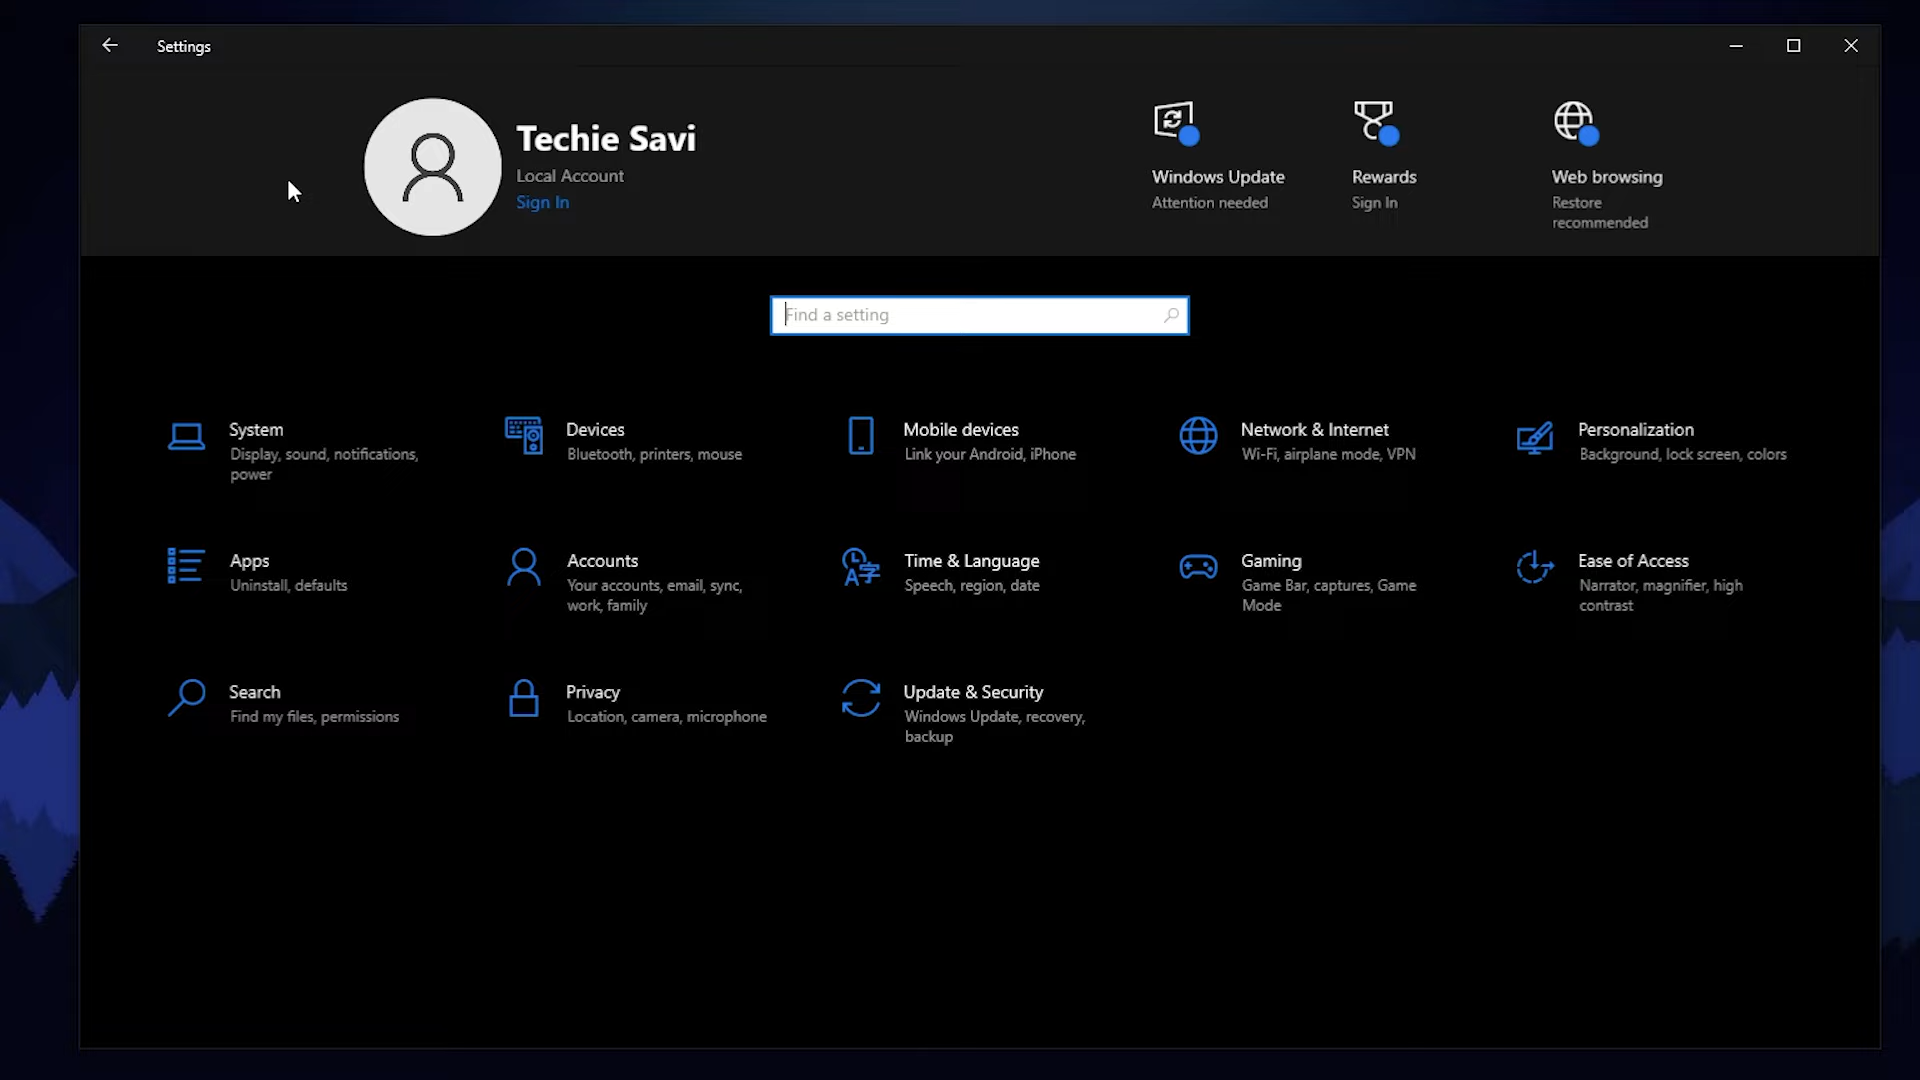 Settings
Techie Savi
Local Account
Sign In
Windows Update
Attention needed
Rewards
Sign In
Web browsing
Restore
recommended
Find a setting
System
Display, sound, notifications,
power
Devices
Bluetooth, printers, mouse
Mobile devices
Link your Android, iPhone
Network & Internet
Wi-Fi, airplane mode, VPN
Personalization
Background, lock screen, colors
Apps
Uninstall, defaults
Accounts
Your accounts, email, sync,
work, family
Time & Language
Speech, region, date
Gaming
Game Bar, captures, Game
Mode
Ease of Access
Narrator, magnifier, high
contrast
Search
Find my files, permissions
Privacy
Location, camera, microphone
Update & Security
Windows Update, recovery,
backup